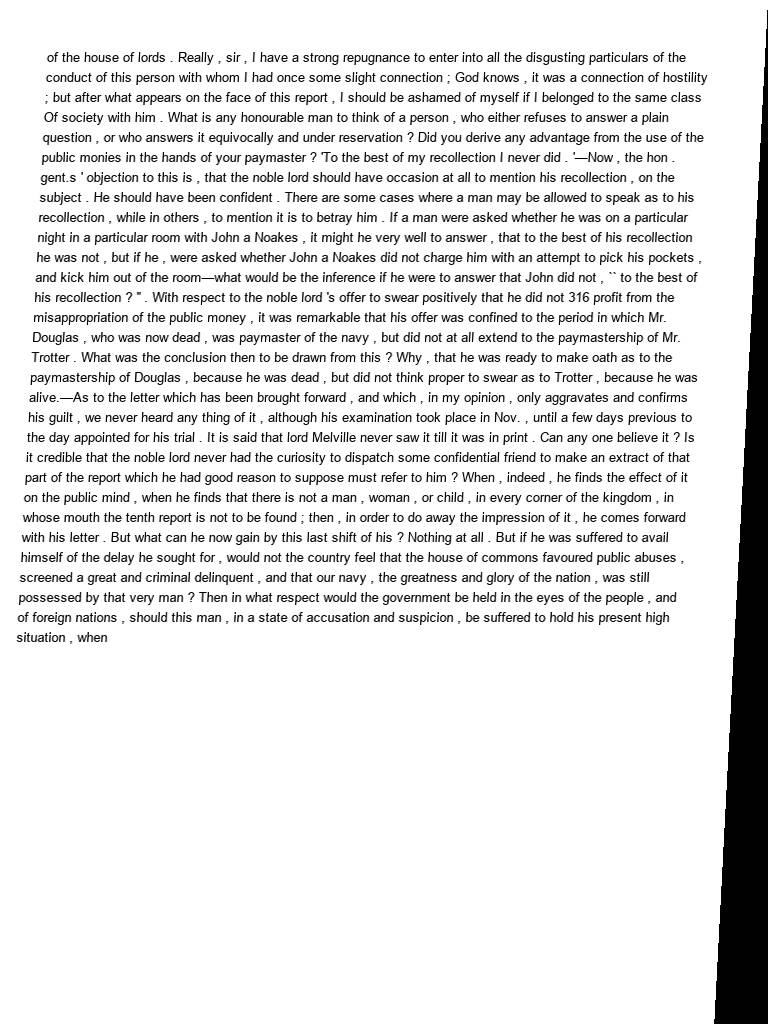 of the house of lords . Really , sir , I have a strong repugnance to enter into all the disgusting particulars of the
conduct of this person with whom I had once some slight connection ; God knows , it was a connection of hostility
; but after what appears on the face of this report , I should be ashamed of myself if I belonged to the same class
Of society with him . What is any honourable man to think of a person , who either refuses to answer a plain
question , or who answers it equivocally and under reservation ? Did you derive any advantage from the use of the
public monies in the hands of your paymaster ? 'To the best of my recollection I never did . '—Now , the hon .
gent.s ' objection to this is , that the noble lord should have occasion at all to mention his recollection , on the
subject . He should have been confident . There are some cases where a man may be allowed to speak as to his
recollection , while in others , to mention it is to betray him . If a man were asked whether he was on a particular
night in a particular room with John a Noakes , it might he very well to answer , that to the best of his recollection
he was not , but if he , were asked whether John a Noakes did not charge him with an attempt to pick his pockets ,
and kick him out of the room—what would be the inference if he were to answer that John did not , `` to the best of
his recollection ? " . With respect to the noble lord 's offer to swear positively that he did not 316 profit from the
misappropriation of the public money , it was remarkable that his offer was confined to the period in which Mr.
Douglas , who was now dead , was paymaster of the navy , but did not at all extend to the paymastership of Mr.
Trotter . What was the conclusion then to be drawn from this ? Why , that he was ready to make oath as to the
paymastership of Douglas , because he was dead , but did not think proper to swear as to Trotter , because he was
alive.—As to the letter which has been brought forward , and which , in my opinion , only aggravates and confirms
his guilt , we never heard any thing of it , although his examination took place in Nov. , until a few days previous to
the day appointed for his trial . It is said that lord Melville never saw it till it was in print . Can any one believe it ? Is
it credible that the noble lord never had the curiosity to dispatch some confidential friend to make an extract of that
part of the report which he had good reason to suppose must refer to him ? When , indeed , he finds the effect of it
on the public mind , when he finds that there is not a man , woman , or child , in every corner of the kingdom , in
whose mouth the tenth report is not to be found ; then , in order to do away the impression of it , he comes forward
with his letter . But what can he now gain by this last shift of his ? Nothing at all . But if he was suffered to avail
himself of the delay he sought for , would not the country feel that the house of commons favoured public abuses ,
screened a great and criminal delinquent , and that our navy , the greatness and glory of the nation , was still
possessed by that very man ? Then in what respect would the government be held in the eyes of the people , and
of foreign nations , should this man , in a state of accusation and suspicion , be suffered to hold his present high
situation , when